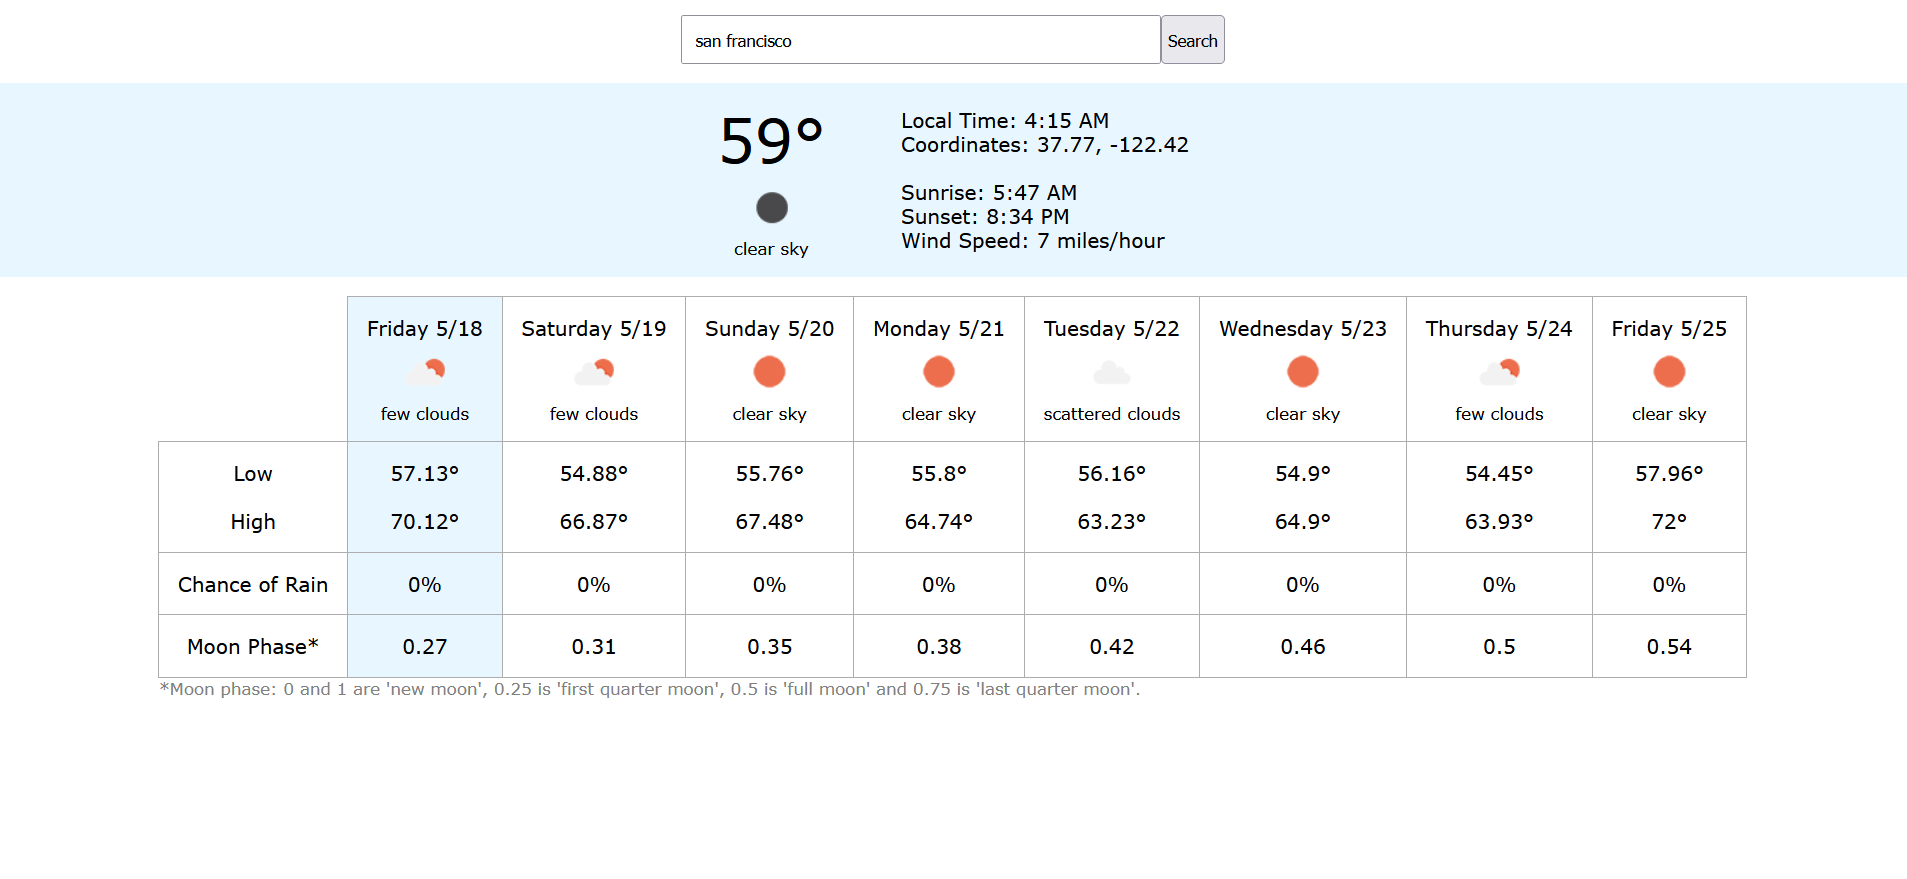 san francisco Search
59°
clear sky
Local Time: 4:15 AM
Coordinates: 37.77, -122.42
Sunrise: 5:47 AM
Sunset: 8:34 PM
Wind Speed: 7 miles/hour
Friday 5/18 Saturday 5/19 Sunday 5/20 Monday 5/21 Tuesday 5/22 Wednesday 5/23 Thursday 5/24 Friday 5/25
few clouds few clouds clear sky clear sky scattered clouds clear sky few clouds clear sky
Low 57.13° 54.88° 55.76° 55.8° 56.16° 54.9° 54.45° 57.96°
High 70.12° 66.87° 67.48° 64.74° 63.23° 64.9° 63.93° 72°
Chance of Rain 0% 0% 0% 0% 0% 0% 0% 0%
Moon Phase* 0.27 0.31 0.35 0.38 0.42 0.46 0.5 0.54
*Moon phase: 0 and 1 are 'new moon', 0.25 is 'first quarter moon', 0.5 is 'full moon' and 0.75 is 'last quarter moon'.